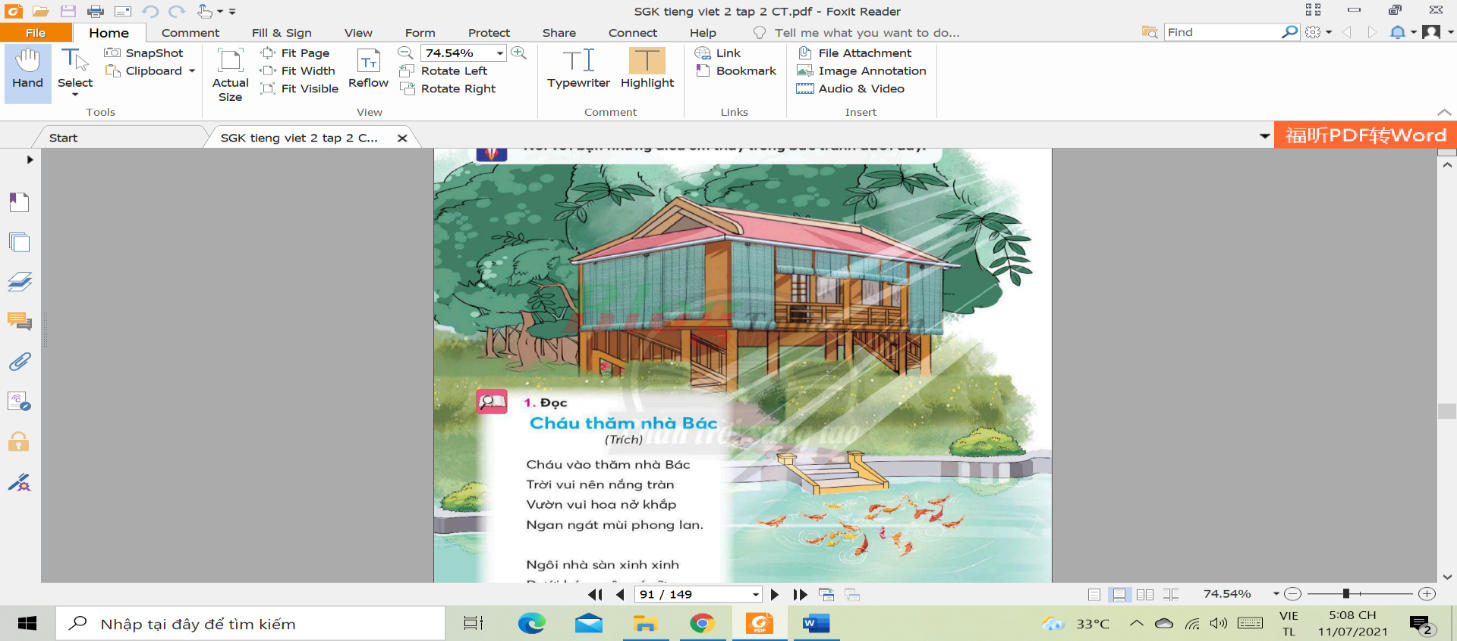 SGK tieng viet 2 tap 2 CT.pdf - Foxit Reader
File Home Comment Fill & Sign View Form Protect Share Connect Help Tell me what you want to do... Find
Hand
Select
SnapShot
Clipboard
Tools
Actual Size
Fit Page
Fit Width
Fit Visible
Reflow
74.54%
Rotate Left
Rotate Right
View
Typewriter
Highlight
Comment
Link
Bookmark
Links
File Attachment
Image Annotation
Audio & Video
Insert
Start
SGK tieng viet 2 tap 2 C...
福昕PDF转Word
1. Đọc
Cháu thăm nhà Bác
(Trích)
Cháu vào thăm nhà Bác
Trời vui nên nắng tràn
Vườn vui hoa nở khắp
Ngan ngát mùi phong lan.
Ngôi nhà sàn xinh xinh
91 / 149
74.54%
Nhập tại đây để tìm kiếm
33°C
VIE
TL
5:08 CH
11/07/2021
2